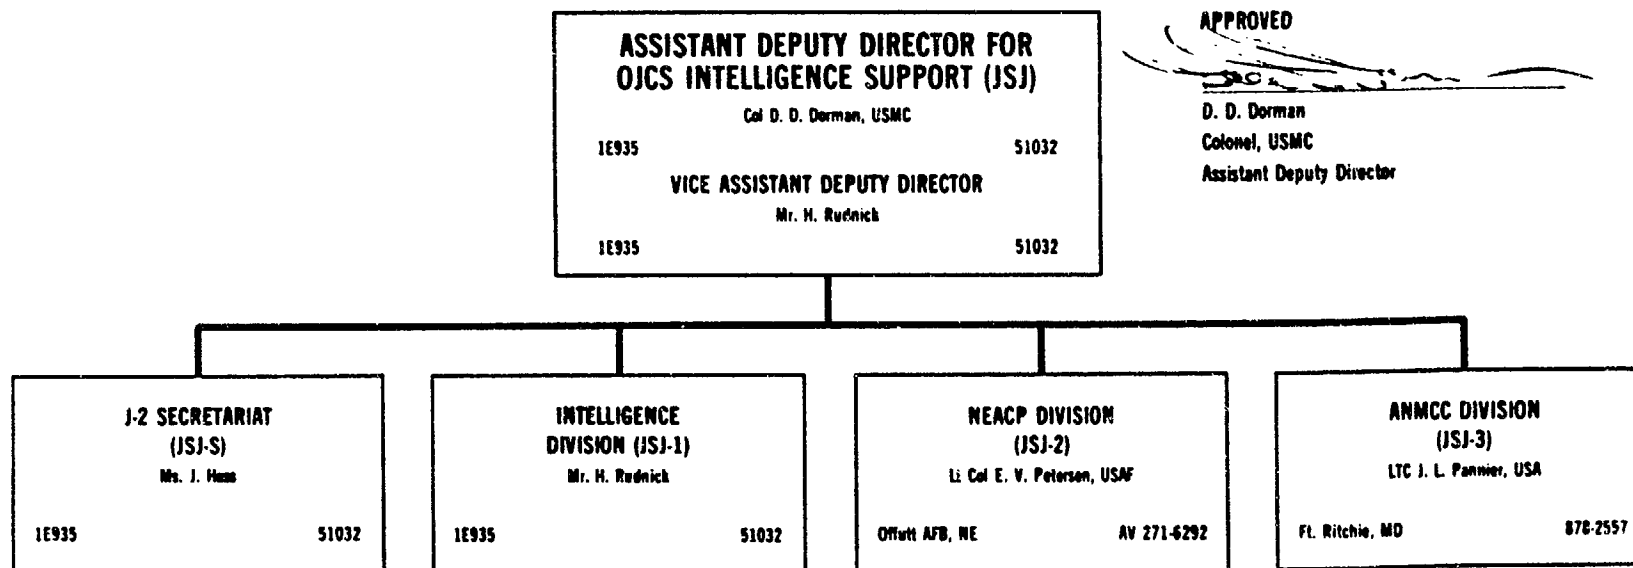 ASSISTANT DEPUTY DIRECTOR FOR
OJCS INTELLIGENCE SUPPORT (JSJ)
Col D. D. Dorman, USMC
1E935 51032
VICE ASSISTANT DEPUTY DIRECTOR
Mr. H. Rudnick
1E935 51032
APPROVED
D. D. Dorman
Colonel, USMC
Assistant Deputy Director
J-2 SECRETARIAT
(JSJ-S)
Ms. J.
1E935 51032
INTELLIGENCE
DIVISION (JSJ-1)
Mr. H. Rudnick
1E935 51032
NEACP DIVISION
(JSJ-2)
Lt Col E. V. Peterson, USAF
Offutt AFB, NE AV 271-6292
ANMCC DIVISION
(JSJ-3)
LTC J. L. Pannier, USA
Ft. Ritchie, MD 878-2557